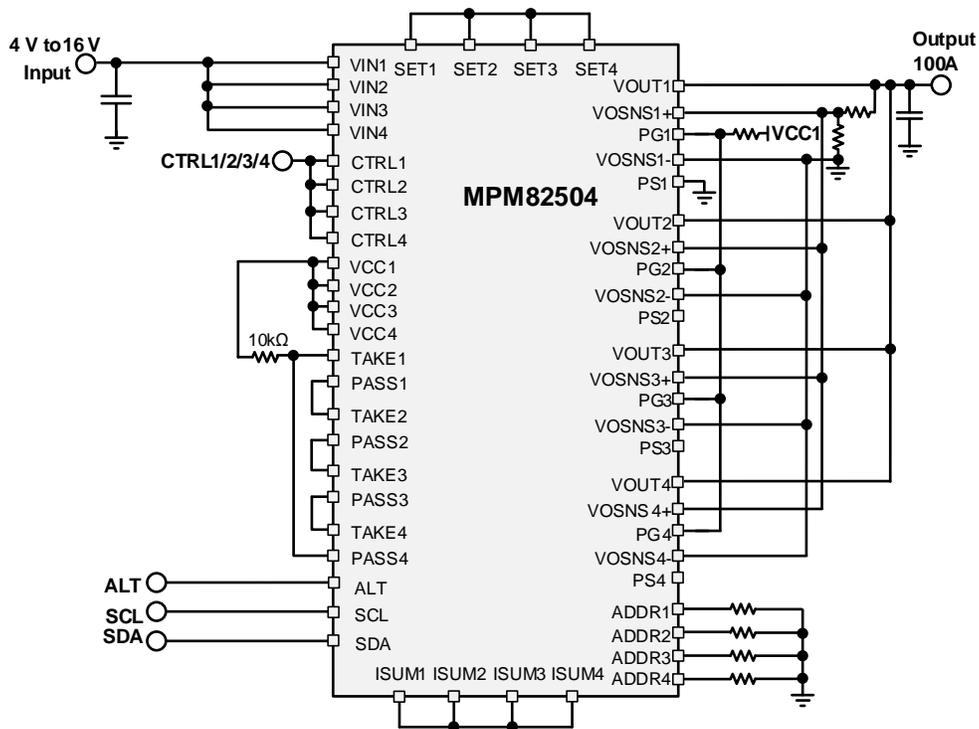 4 V to16 V
Input
SET1 SET2 SET3 SET4
Output
100A
VIN1
VIN2
VIN3
VIN4
CTRL1/2/3/4
CTRL1
CTRL2
CTRL3
CTRL4
VCC1
VCC2
VCC3
VCC4
10kΩ
TAKE1
PASS1
TAKE2
PASS2
TAKE3
PASS3
TAKE4
PASS4
ALT
ALT
SCL
SCL
SDA
SDA
MPM82504
VOUT1
VOSNS1+
PG1
VCC1
VOSNS1-
PS1
VOUT2
VOSNS2+
PG2
VOSNS2-
PS2
VOUT3
VOSNS3+
PG3
VOSNS3-
PS3
VOUT4
VOSNS4+
PG4
VOSNS4-
PS4
ADDR1
ADDR2
ADDR3
ADDR4
ISUM1 ISUM2 ISUM3 ISUM4